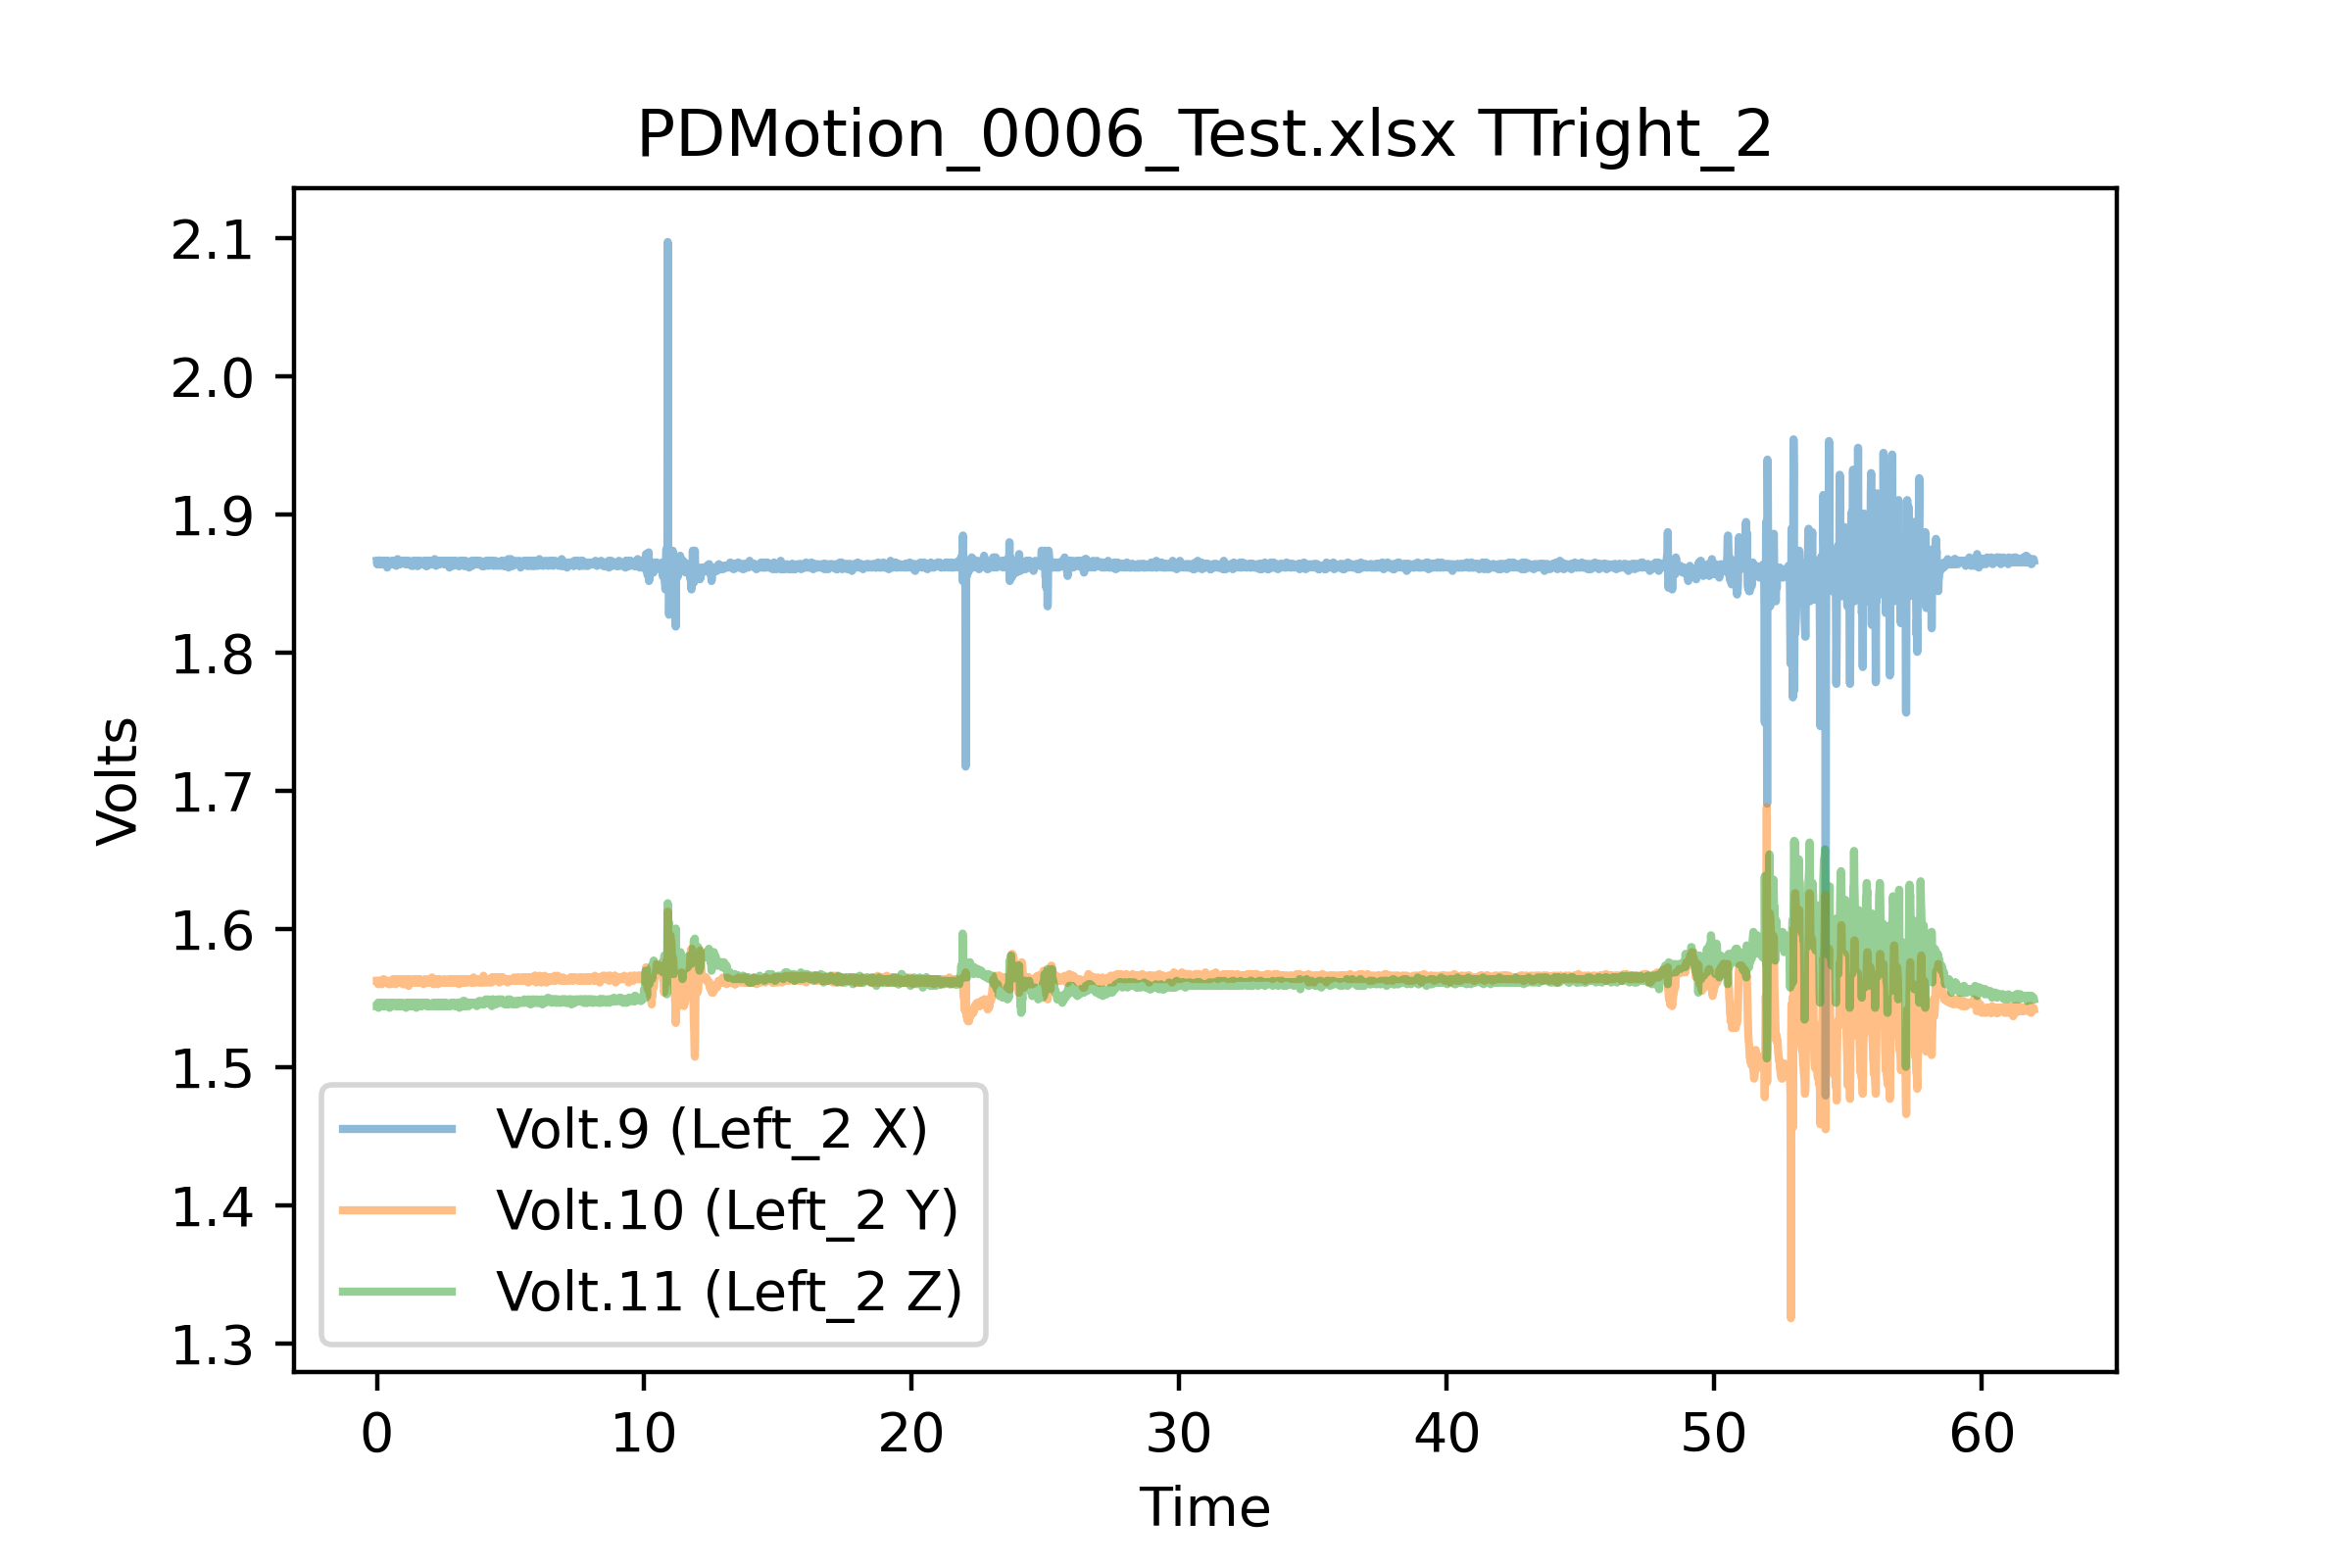 PDMotion_0006_Test.xlsx TTright_2
2.1
2.0
1.9
1.8
1.7
1.6
1.5
1.4
1.3
Volts
Volt.9 (Left_2 X)
Volt.10 (Left_2 Y)
Volt.11 (Left_2 Z)
0 10 20 30 40 50 60
Time